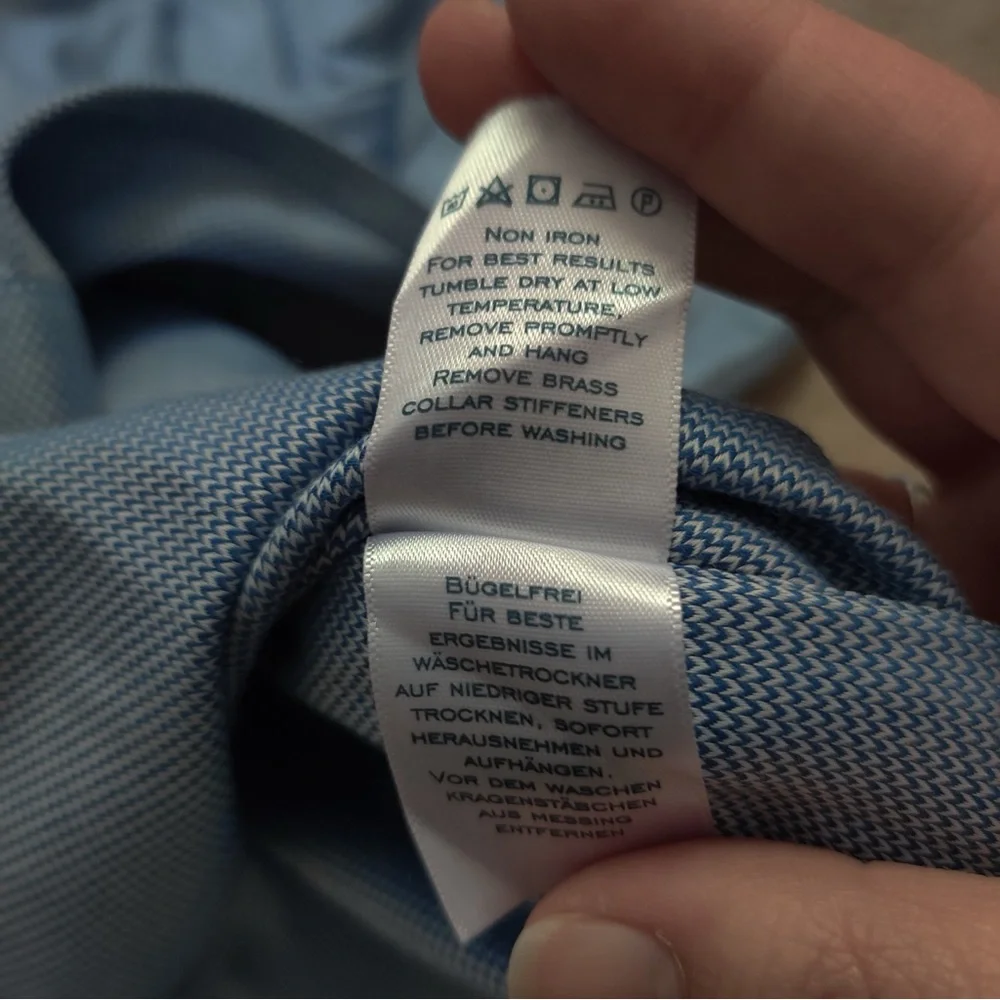 P
NON IRON
FOR BEST RESULTS
TUMBLE DRY AT LOW
TEMPERATURE,
REMOVE PROMPTLY
AND HANG
REMOVE BRASS
COLLAR STIFFENERS
BEFORE WASHING
BÜGELFREI
FÜR BESTE
ERGEBNISSE IM
WÄSCHETROCKNER
AUF NIEDRIGER STUFE
TROCKNEN, SOFORT
HERAUSNEHMEN UND
AUFHÄNGEN.
VOR DEM WASCHEN
KRAGENSTÄBCHEN
AUS MESSING
ENTFERNEN